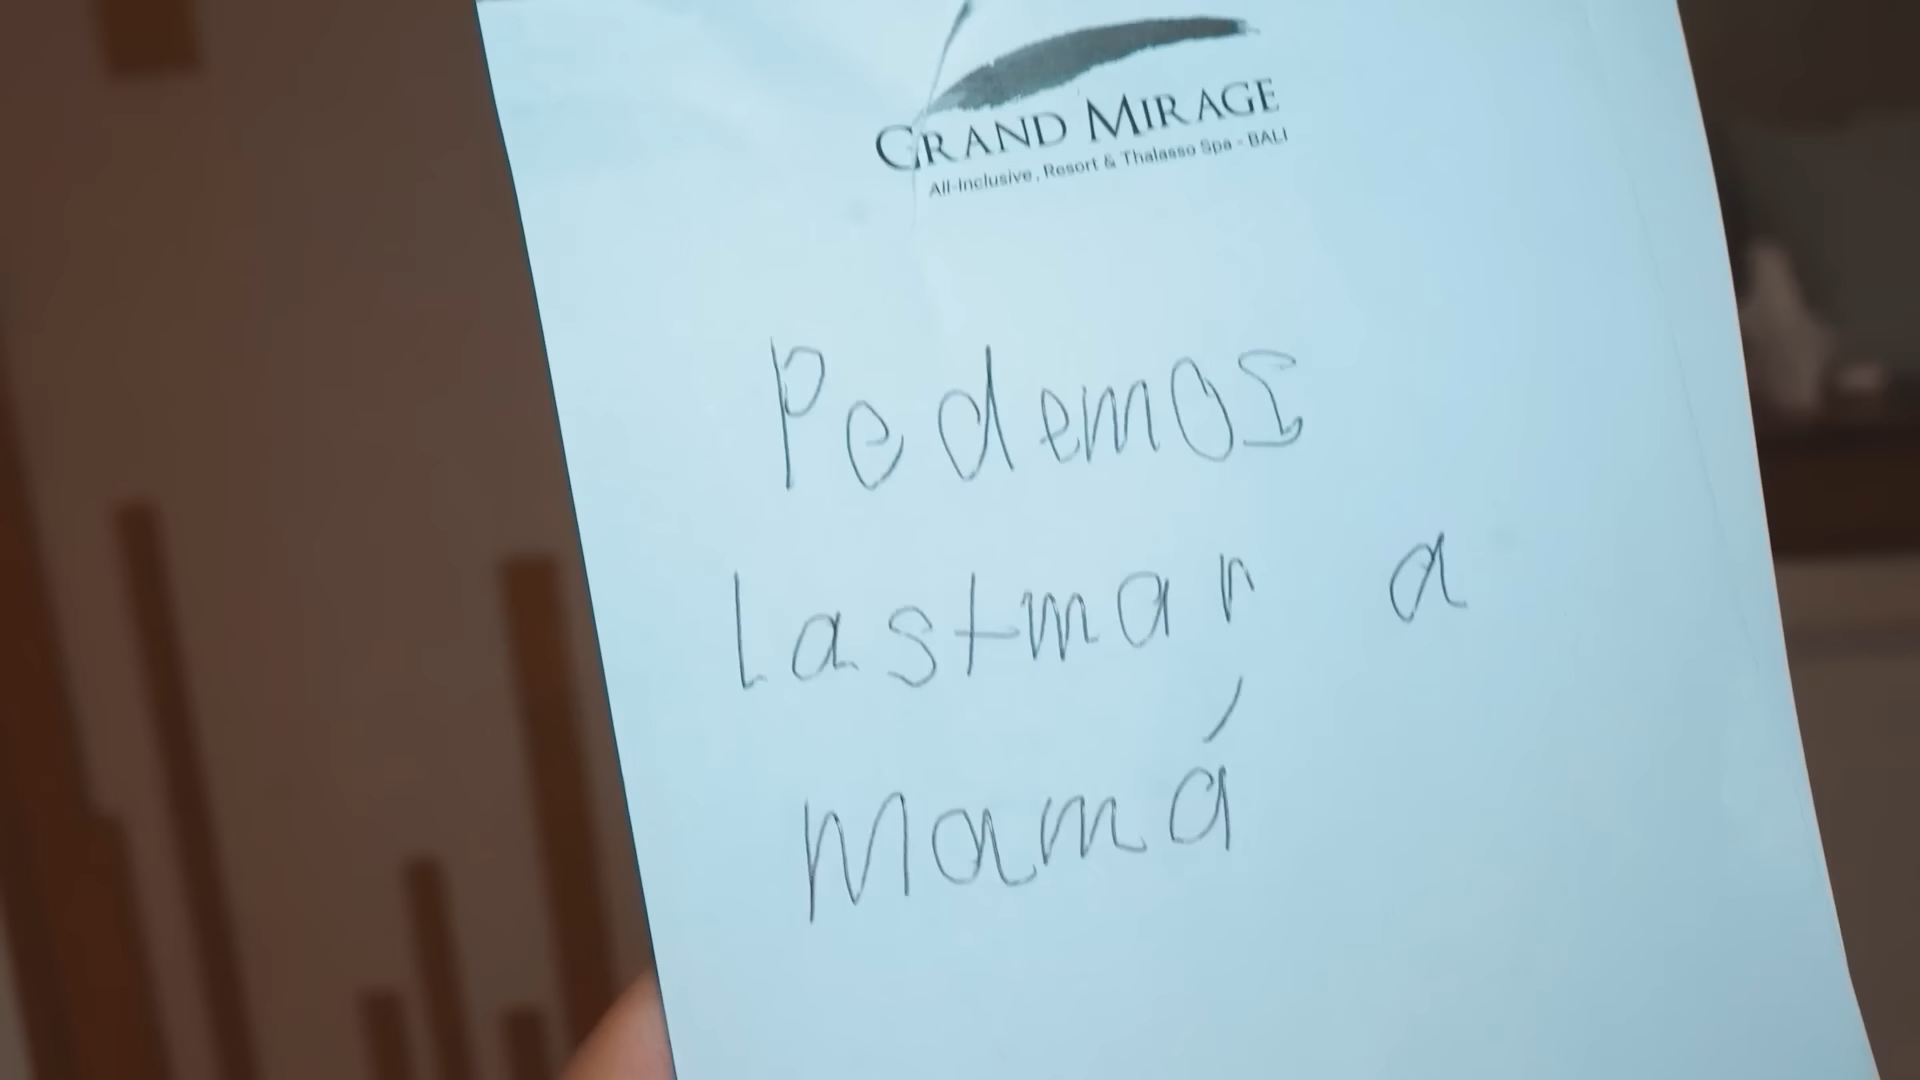 GRAND MIRAGE
All-Inclusive, Resort & Thalasso Spa - BALI
Pedemos
lastmar a
Mamá